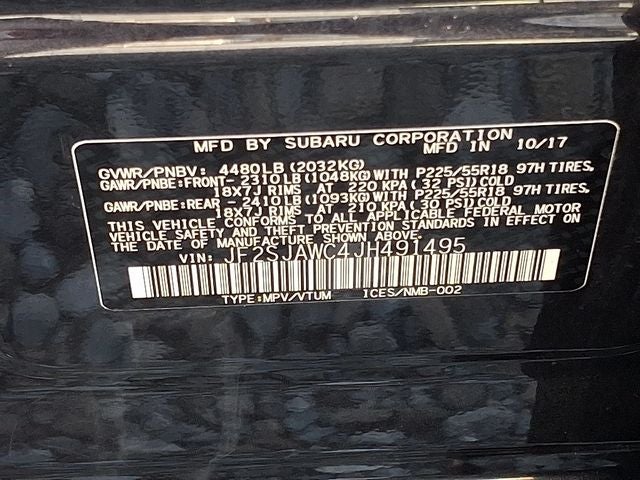 MFD BY SUBARU CORPORATION
MFD IN 10/17
GVWR/PNBV: 4480LB(2032KG)
GAWR/PNBE:FRONT-2310LB(1048KG)WITH P225/55R18 97H TIRES,
18X7J RIMS AT 220 KPA(32 PSI)COLD
GAWR/PNBE:REAR -2410LB(1093KG)WITH P225/55R18 97H TIRES,
18X7J RIMS AT 210 KPA(30 PSI)COLD
THIS VEHICLE CONFORMS TO ALL APPLICABLE FEDERAL MOTOR
VEHICLE SAFETY AND THEFT PREVENTION STANDARDS IN EFFECT ON
THE DATE OF MANUFACTURE SHOWN ABOVE.
VIN: JF2SJAWC4JH491495
TYPE:MPV/VTUM ICES/NMB-002